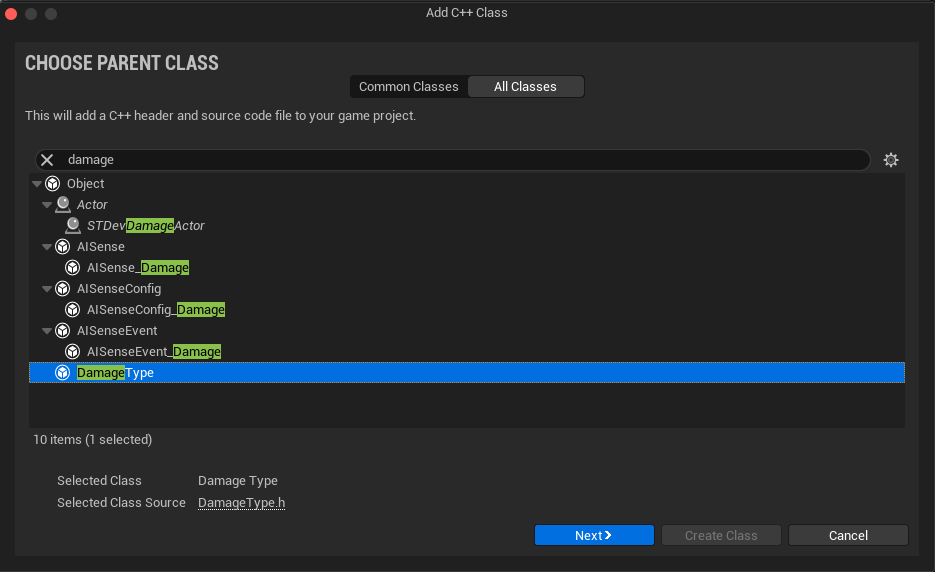 Add C++ Class
CHOOSE PARENT CLASS
Common Classes All Classes
This will add a C++ header and source code file to your game project.
damage
Object
Actor
STDevDamageActor
AISense
AISense_Damage
AISenseConfig
AISenseConfig_Damage
AISenseEvent
AISenseEvent_Damage
DamageType
10 items (1 selected)
Selected Class Damage Type
Selected Class Source DamageType.h
Next Create Class Cancel